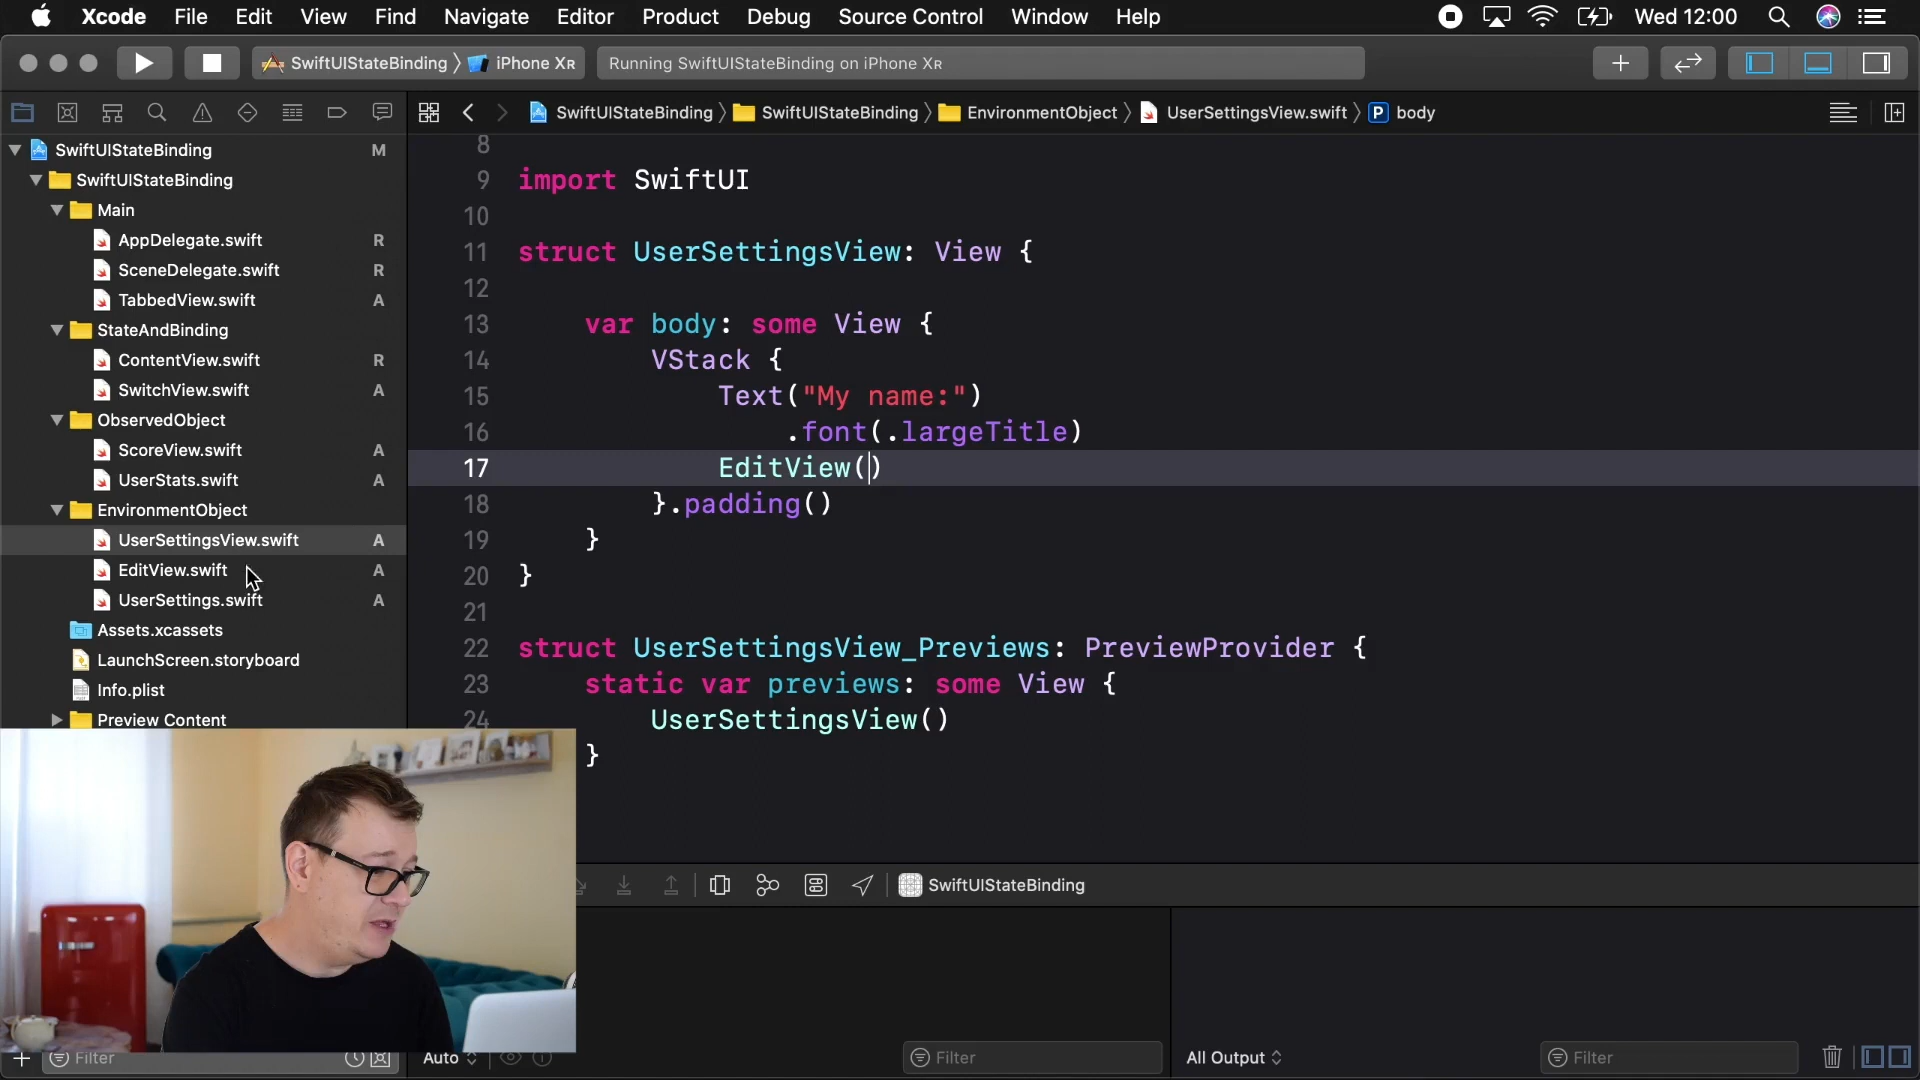 Xcode File Edit View Find Navigate Editor Product Debug Source Control Window Help Wed 12:00
SwiftUIStateBinding iPhone Xʀ Running SwiftUIStateBinding on iPhone Xʀ
SwiftUIStateBinding SwiftUIStateBinding EnvironmentObject UserSettingsView.swift P body
SwiftUIStateBinding M
SwiftUIStateBinding
Main
AppDelegate.swift R
SceneDelegate.swift R
TabbedView.swift A
StateAndBinding
ContentView.swift R
SwitchView.swift A
ObservedObject
ScoreView.swift A
UserStats.swift A
EnvironmentObject
UserSettingsView.swift A
EditView.swift A
UserSettings.swift A
Assets.xcassets
LaunchScreen.storyboard
Info.plist
Preview Content
8
9 import SwiftUI
10
11 struct UserSettingsView: View {
12
13 var body: some View {
14 VStack {
15 Text("My name:")
16 .font(.largeTitle)
17 EditView()
18 }.padding()
19 }
20 }
21
22 struct UserSettingsView_Previews: PreviewProvider {
23 static var previews: some View {
24 UserSettingsView()
}
SwiftUIStateBinding
Filter Auto Filter All Output Filter